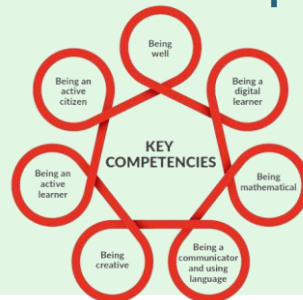 Being
well
Being a
digital
learner
Being
mathematical
Being a
communicator
and using
language
Being
creative
Being an
active
learner
Being an
active
citizen
KEY
COMPETENCIES